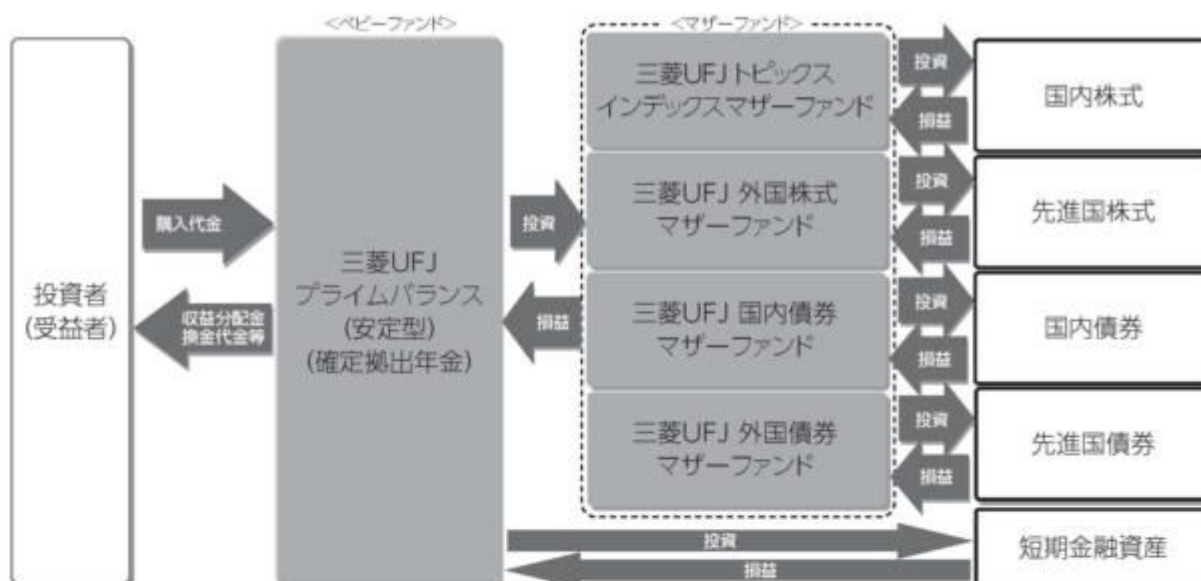 <ベビーファンド>
<マザーファンド>
投資者
(受益者)
購入代金
収益分配金
換金代金等
三菱UFJ
プライムバランス
(安定型)
(確定拠出年金)
投資
損益
三菱UFJ トピックス
インデックスマザーファンド
投資
損益
国内株式
三菱UFJ 外国株式
マザーファンド
投資
損益
先進国株式
三菱UFJ 国内債券
マザーファンド
投資
損益
国内債券
三菱UFJ 外国債券
マザーファンド
投資
損益
先進国債券
投資
損益
短期金融資産